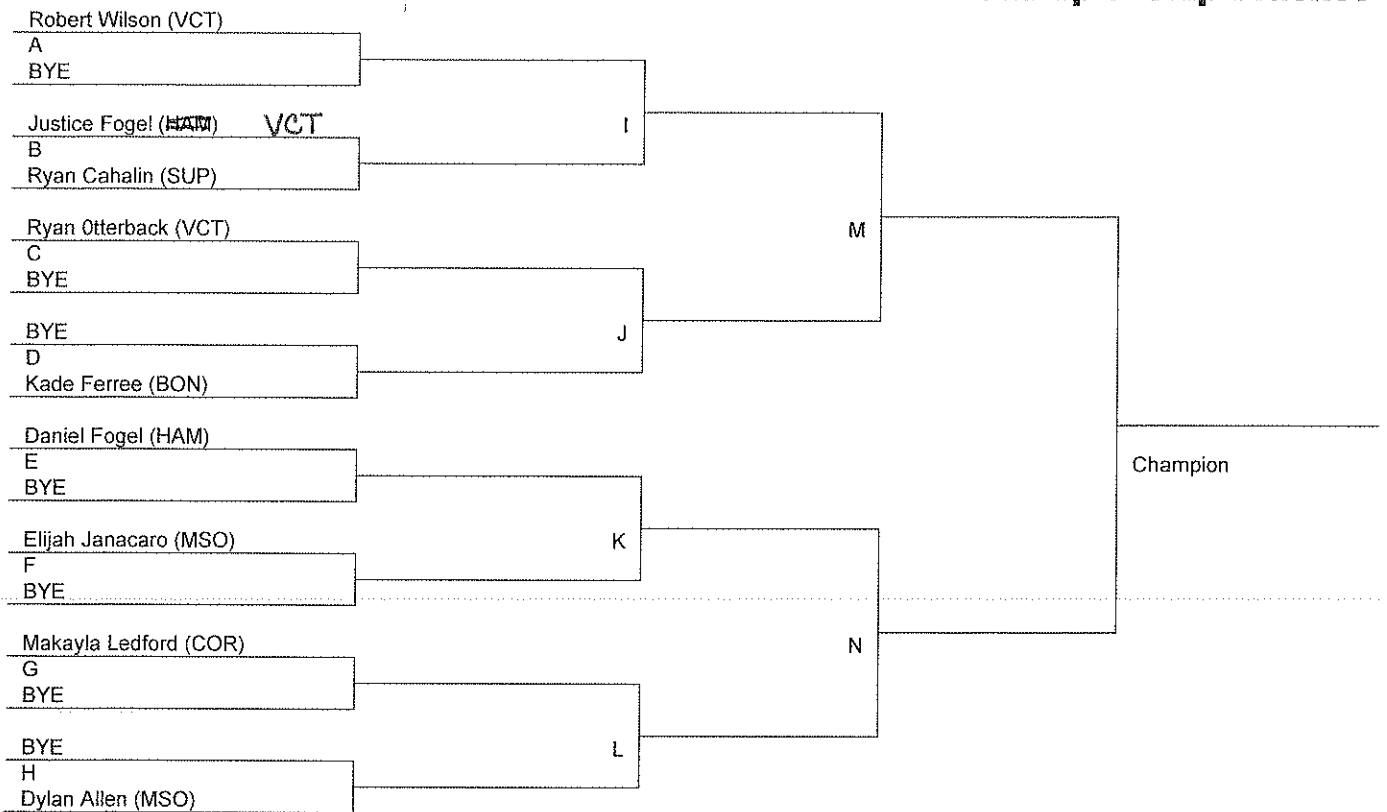 Robert Wilson (VCT)
A
BYE
Justice Fogel (HAM) VCT
B
Ryan Cahalin (SUP)
I
Ryan 0tterback (VCT)
C
BYE
M
BYE
D
Kade Ferree (BON)
J
Daniel Fogel (HAM)
E
BYE
Champion
Elijah Janacaro (MSO)
F
BYE
K
Makayla Ledford (COR)
G
BYE
N
BYE
H
Dylan Allen (MSO)
L